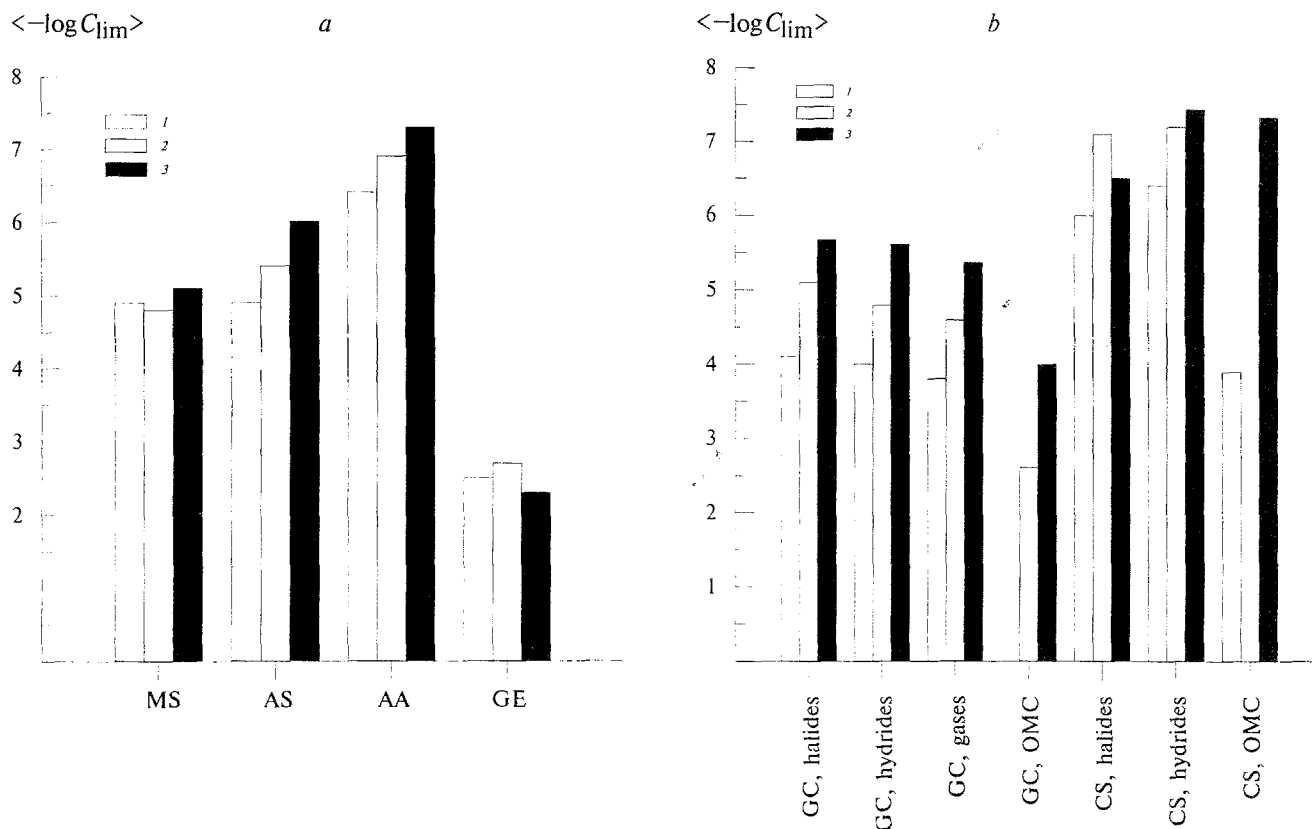 <−log Clim> a
8
7
6
5
4
3
2
1
2
3
MS AS AA GE
<−log Clim> b
8
7
6
5
4
3
2
1
1
2
3
GC, halides
GC, hydrides
GC, gases
GC, OMC
CS, halides
CS, hydrides
CS, OMC